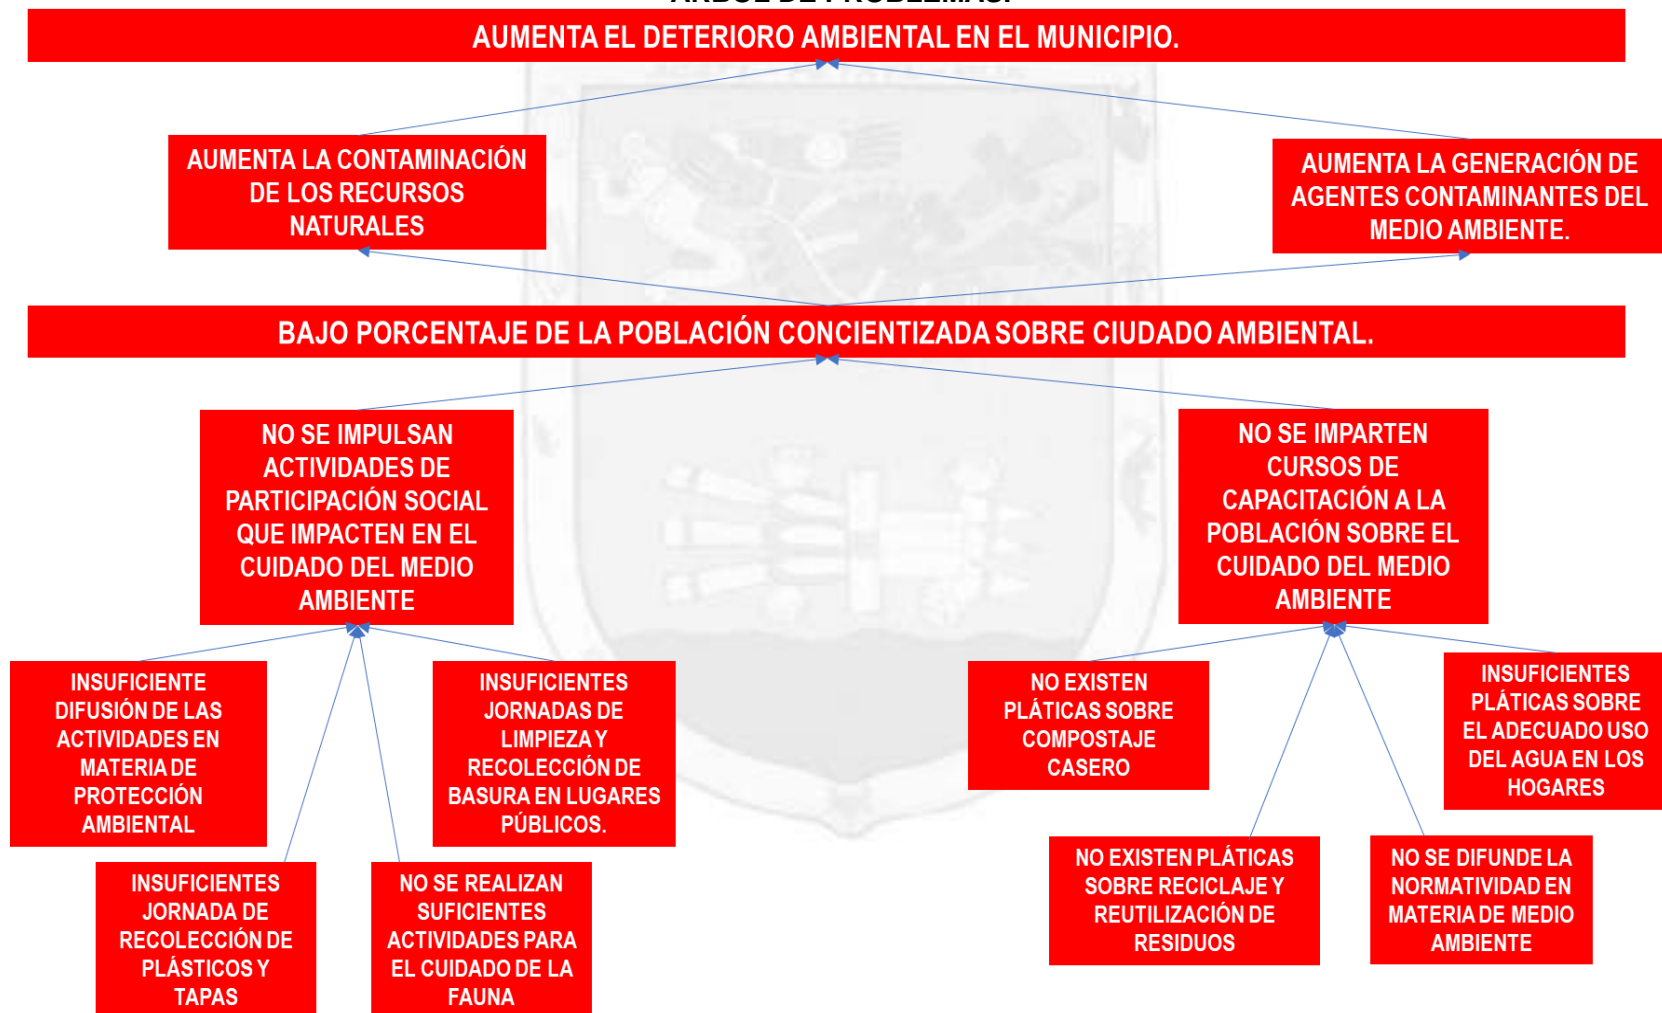 ÁRBOL DE PROBLEMAS.
AUMENTA EL DETERIORO AMBIENTAL EN EL MUNICIPIO.
AUMENTA LA CONTAMINACIÓN
DE LOS RECURSOS
NATURALES
AUMENTA LA GENERACIÓN DE
AGENTES CONTAMINANTES DEL
MEDIO AMBIENTE.
BAJO PORCENTAJE DE LA POBLACIÓN CONCIENTIZADA SOBRE CIUDADO AMBIENTAL.
NO SE IMPULSAN
ACTIVIDADES DE
PARTICIPACIÓN SOCIAL
QUE IMPACTEN EN EL
CUIDADO DEL MEDIO
AMBIENTE
NO SE IMPARTEN
CURSOS DE
CAPACITACIÓN A LA
POBLACIÓN SOBRE EL
CUIDADO DEL MEDIO
AMBIENTE
INSUFICIENTE
DIFUSIÓN DE LAS
ACTIVIDADES EN
MATERIA DE
PROTECCIÓN
AMBIENTAL
INSUFICIENTES
JORNADAS DE
LIMPIEZA Y
RECOLECCIÓN DE
BASURA EN LUGARES
PÚBLICOS.
NO EXISTEN
PLÁTICAS SOBRE
COMPOSTAJE
CASERO
INSUFICIENTES
PLÁTICAS SOBRE
EL ADECUADO USO
DEL AGUA EN LOS
HOGARES
INSUFICIENTES
JORNADA DE
RECOLECCIÓN DE
PLÁSTICOS Y
TAPAS
NO SE REALIZAN
SUFICIENTES
ACTIVIDADES PARA
EL CUIDADO DE LA
FAUNA
NO EXISTEN PLÁTICAS
SOBRE RECICLAJE Y
REUTILIZACIÓN DE
RESIDUOS
NO SE DIFUNDE LA
NORMATIVIDAD EN
MATERIA DE MEDIO
AMBIENTE